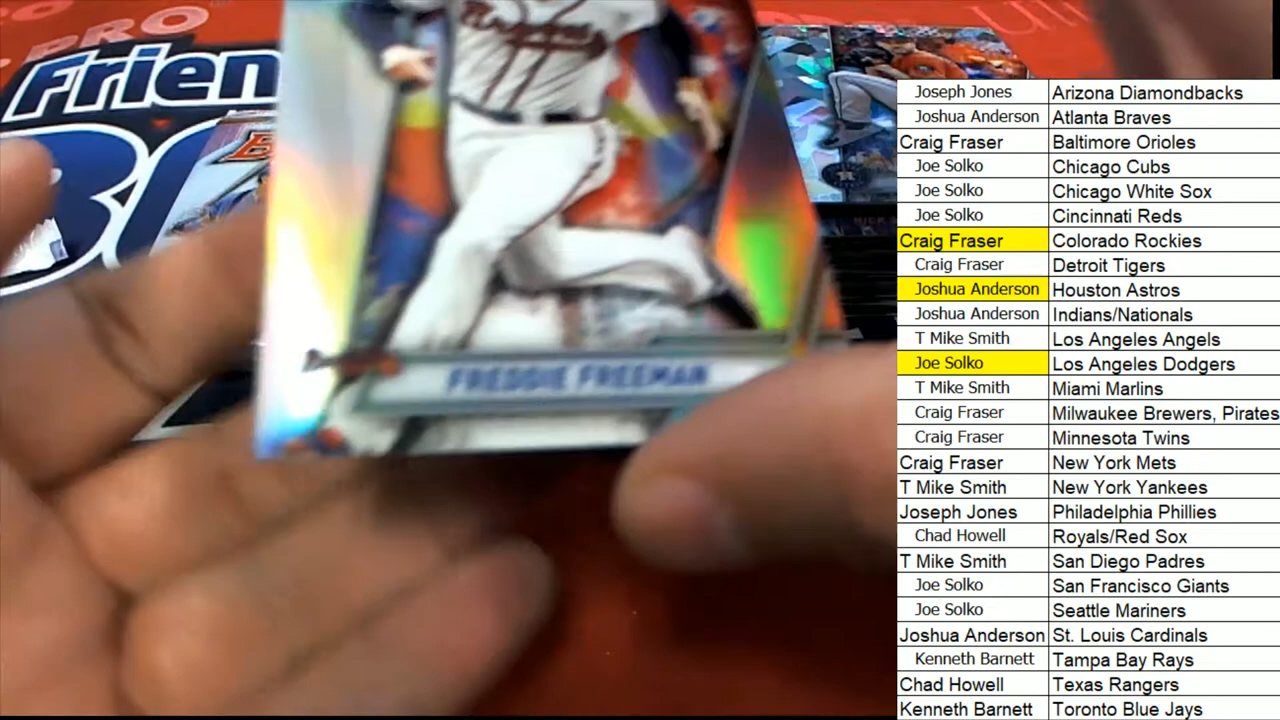 PRO
Frien
Braves
FREDDIE FREEMAN
Joseph Jones Arizona Diamondbacks
Joshua Anderson Atlanta Braves
Craig Fraser Baltimore Orioles
Joe Solko Chicago Cubs
Joe Solko Chicago White Sox
Joe Solko Cincinnati Reds
Craig Fraser Colorado Rockies
Craig Fraser Detroit Tigers
Joshua Anderson Houston Astros
Joshua Anderson Indians/Nationals
T Mike Smith Los Angeles Angels
Joe Solko Los Angeles Dodgers
T Mike Smith Miami Marlins
Craig Fraser Milwaukee Brewers, Pirates
Craig Fraser Minnesota Twins
Craig Fraser New York Mets
T Mike Smith New York Yankees
Joseph Jones Philadelphia Phillies
Chad Howell Royals/Red Sox
T Mike Smith San Diego Padres
Joe Solko San Francisco Giants
Joe Solko Seattle Mariners
Joshua Anderson St. Louis Cardinals
Kenneth Barnett Tampa Bay Rays
Chad Howell Texas Rangers
Kenneth Barnett Toronto Blue Jays